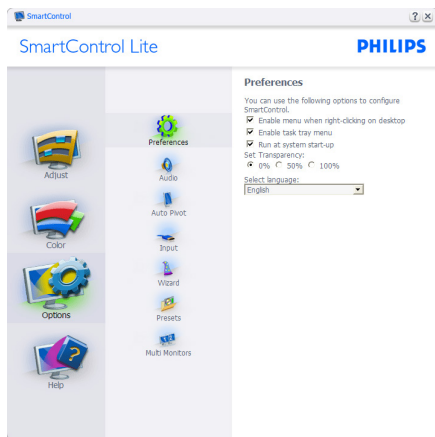 SmartControl
SmartControl Lite
PHILIPS
Adjust
Color
Options
Help
Preferences
Audio
Auto Pivot
Input
Wizard
Presets
Multi Monitors
Preferences
You can use the following options to configure
SmartControl.
Enable menu when right-clicking on desktop
Enable task tray menu
Run at system start-up
Set Transparency:
0% 50% 100%
Select language:
English